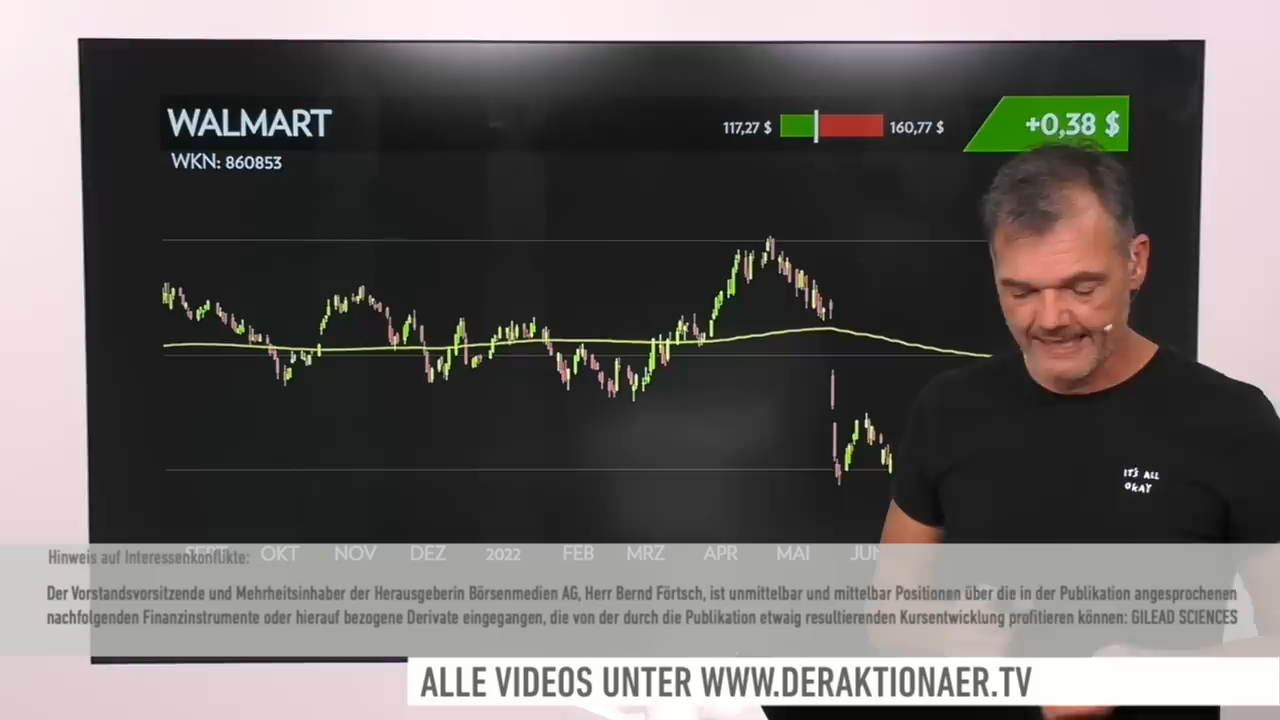 WALMART
117,27 $ 160,77 $
+0,38 $
WKN: 860853
IT'S ALL
OKAY
OKT NOV DEZ 2022 FEB MRZ APR MAI JUN
Hinweis auf Interessenkonflikte:
Der Vorstandsvorsitzende und Mehrheitsinhaber der Herausgeberin Börsenmedien AG, Herr Bernd Förtsch, ist unmittelbar und mittelbar Positionen über die in der Publikation angesprochenen
nachfolgenden Finanzinstrumente oder hierauf bezogene Derivate eingegangen, die von der durch die Publikation etwaig resultierenden Kursentwicklung profitieren können: GILEAD SCIENCES
ALLE VIDEOS UNTER WWW.DERAKTIONAER.TV